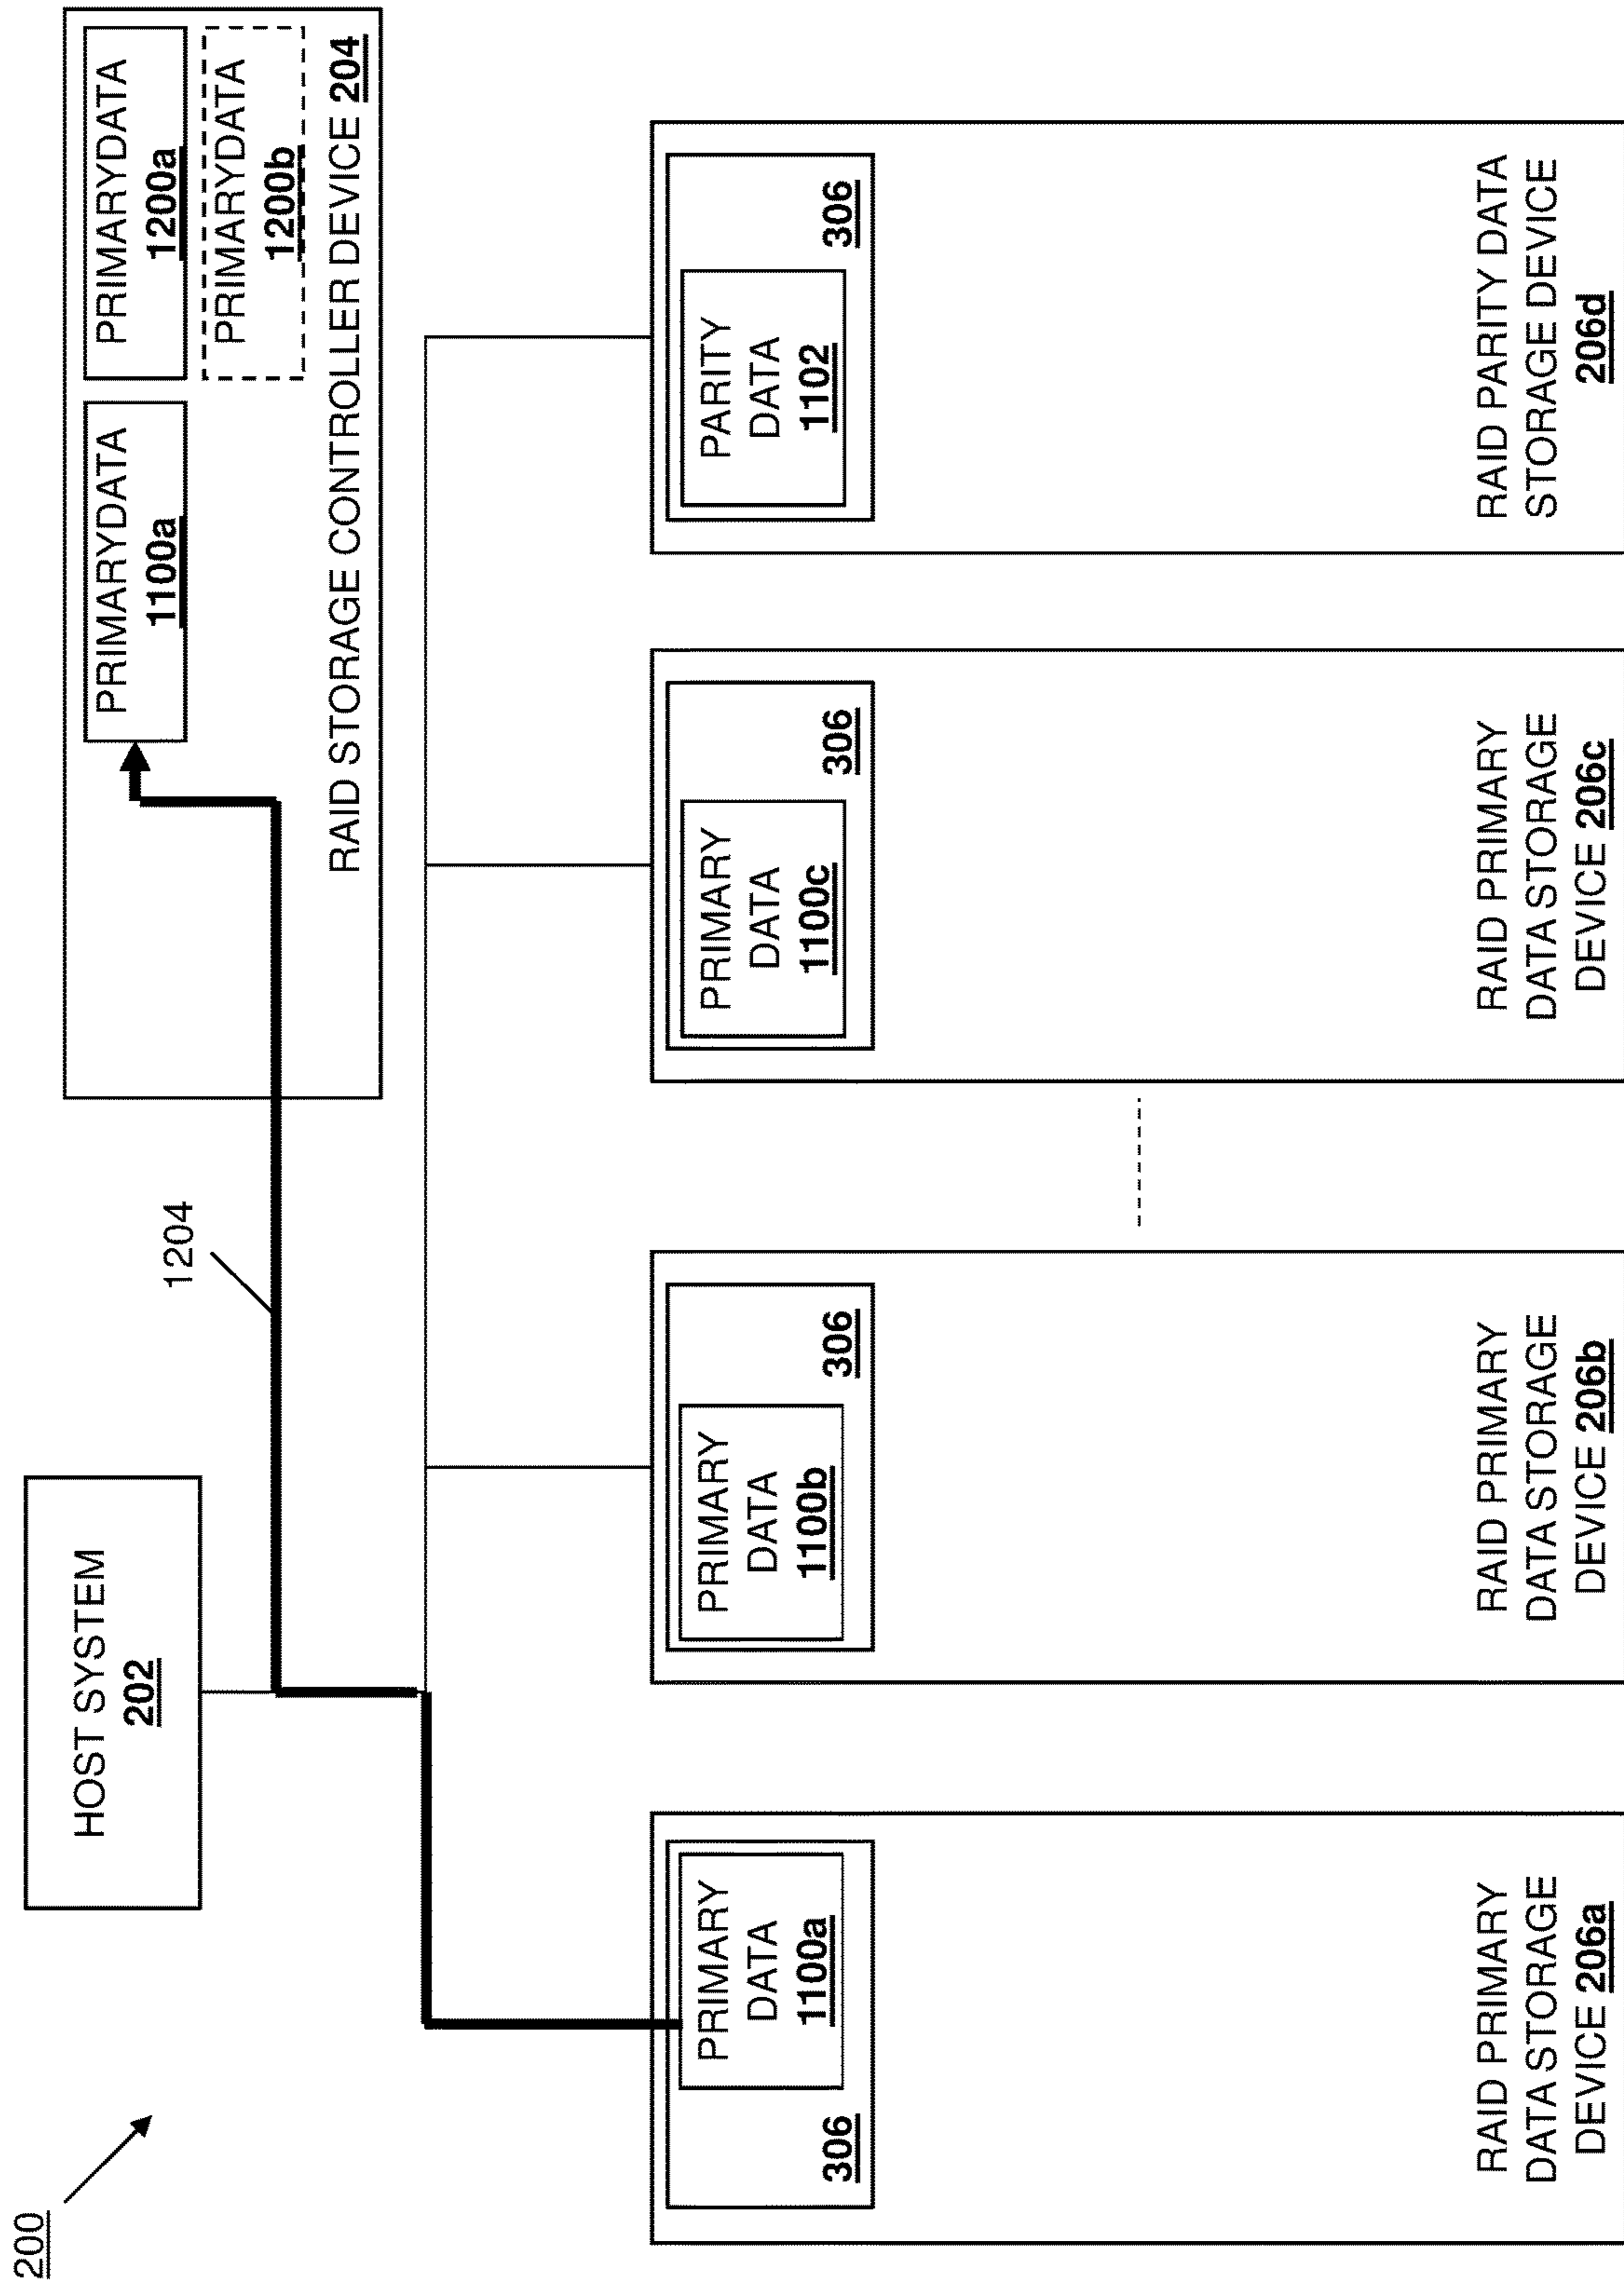 200
HOST SYSTEM
202
1204
PRIMARYDATA
1100a
PRIMARYDATA
1200a
PRIMARYDATA
1200b
RAID STORAGE CONTROLLER DEVICE 204
PRIMARY
DATA
1100a
306
RAID PRIMARY
DATA STORAGE
DEVICE 206a
PRIMARY
DATA
1100b
306
RAID PRIMARY
DATA STORAGE
DEVICE 206b
PRIMARY
DATA
1100c
306
RAID PRIMARY
DATA STORAGE
DEVICE 206c
PARITY
DATA
1102
306
RAID PARITY DATA
STORAGE DEVICE
206d